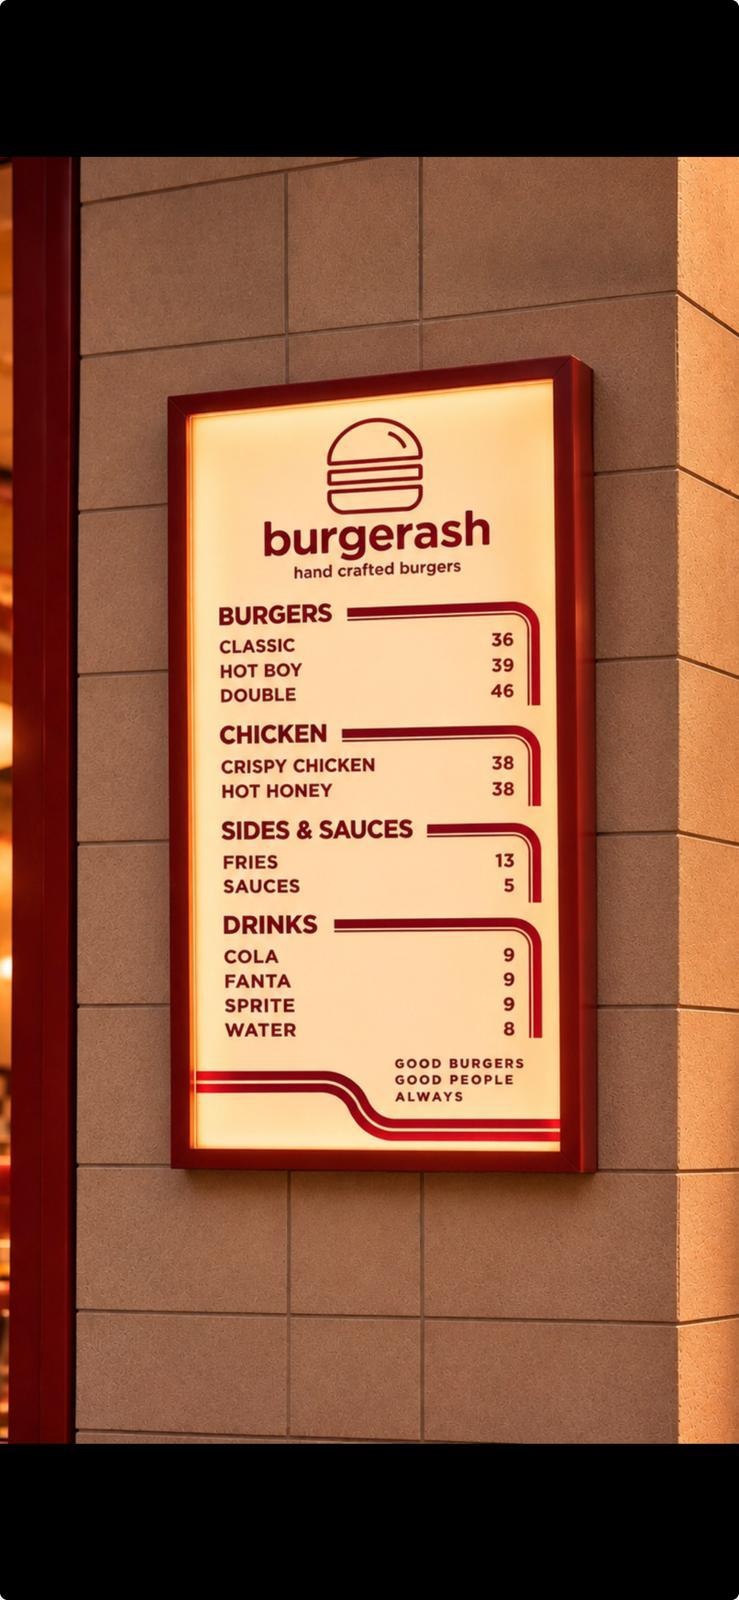 burgerash
hand crafted burgers
BURGERS
CLASSIC 36
HOT BOY 39
DOUBLE 46
CHICKEN
CRISPY CHICKEN 38
HOT HONEY 38
SIDES & SAUCES
FRIES 13
SAUCES 5
DRINKS
COLA 9
FANTA 9
SPRITE 9
WATER 8
GOOD BURGERS
GOOD PEOPLE
ALWAYS